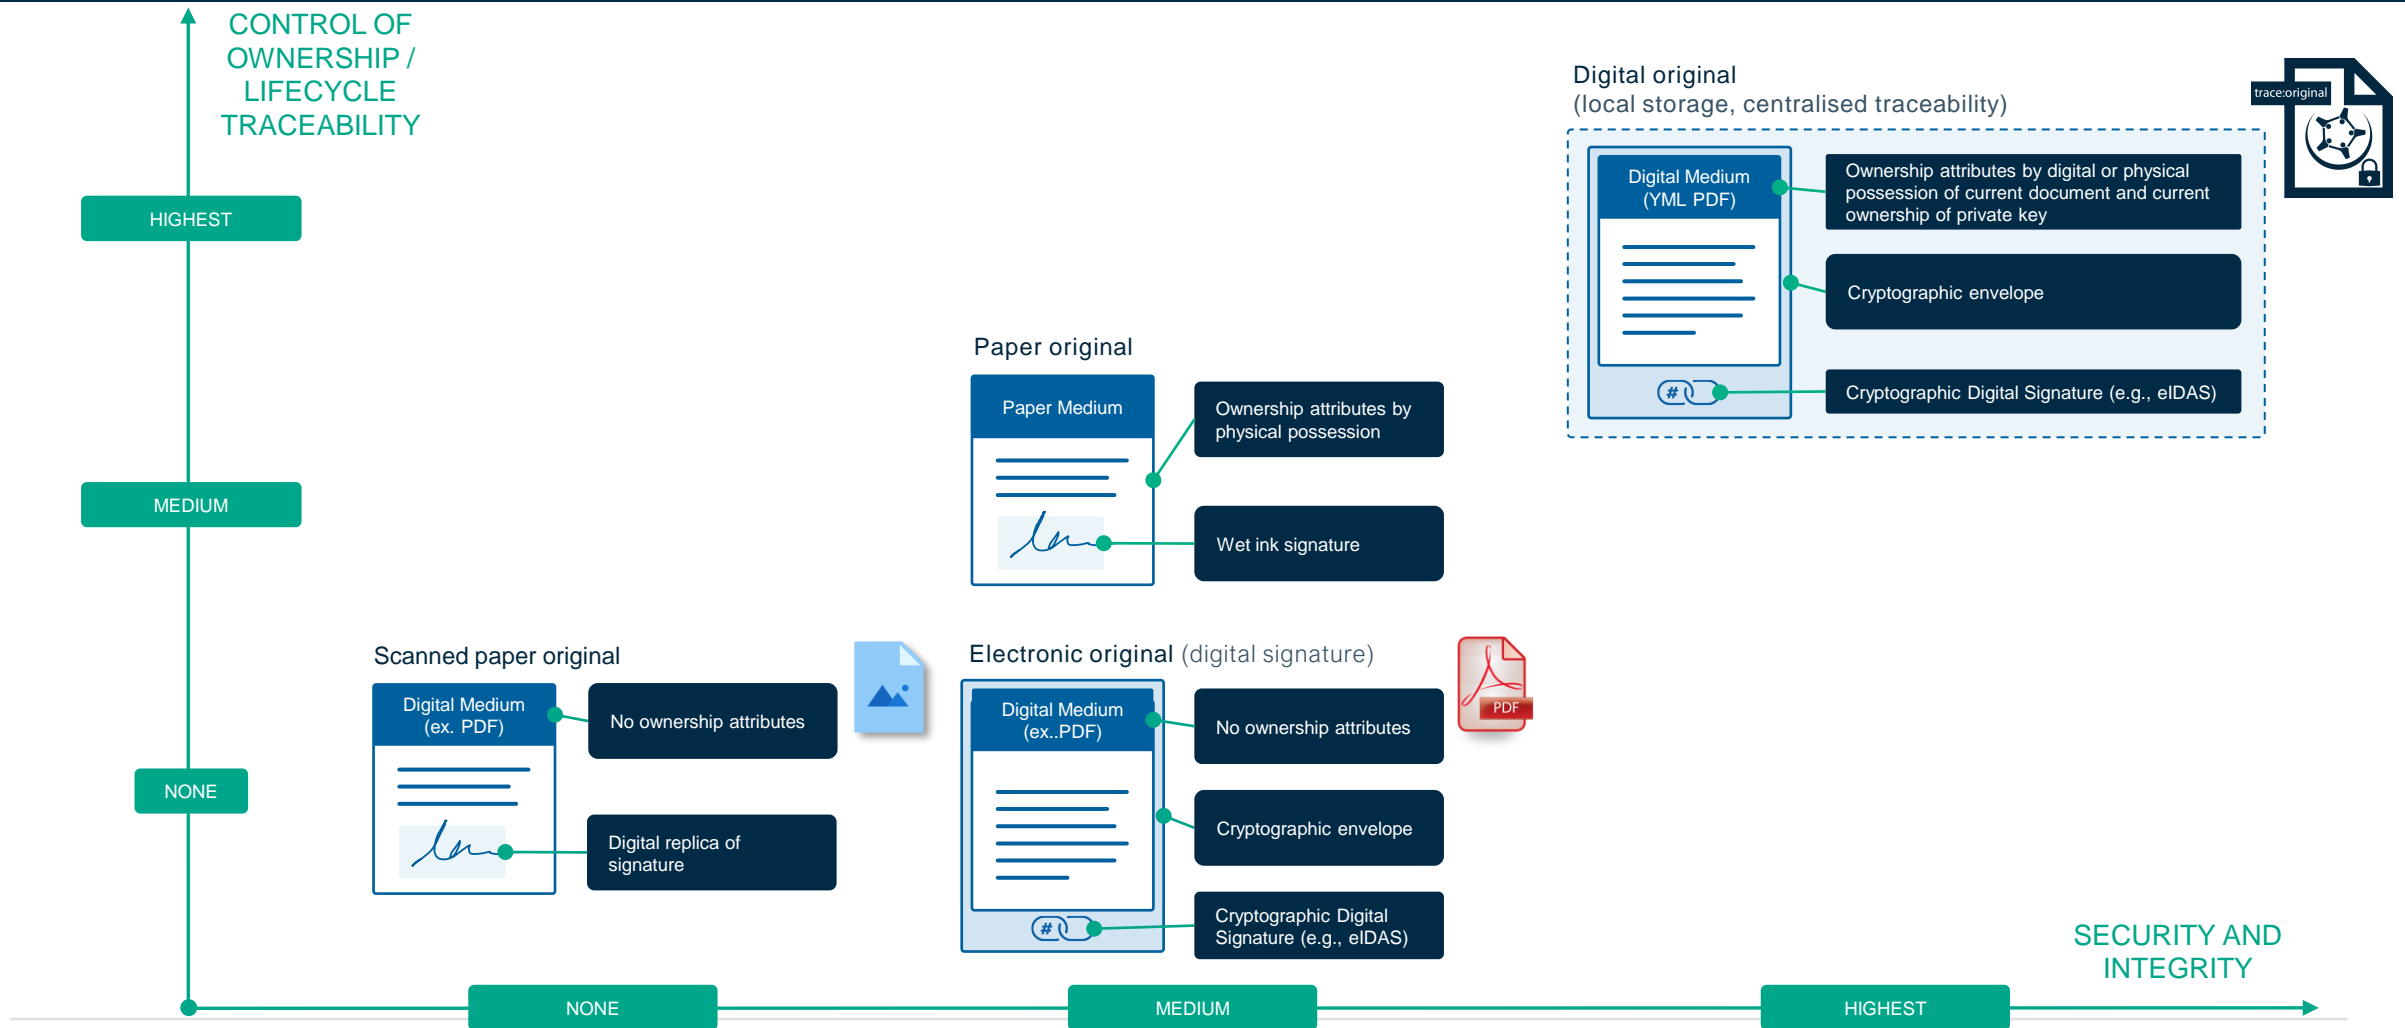 CONTROL OF
OWNERSHIP /
LIFECYCLE
TRACEABILITY
HIGHEST
MEDIUM
NONE
Digital original
(local storage, centralised traceability)
trace:original
Digital Medium
(YML PDF)
Ownership attributes by digital or physical
possession of current document and current
ownership of private key
Cryptographic envelope
#
Cryptographic Digital Signature (e.g., eIDAS)
Paper original
Paper Medium
Ownership attributes by
physical possession
Wet ink signature
Scanned paper original
Digital Medium
(ex. PDF)
No ownership attributes
Digital replica of
signature
Electronic original (digital signature)
PDF
Digital Medium
(ex..PDF)
No ownership attributes
Cryptographic envelope
#
Cryptographic Digital
Signature (e.g., eIDAS)
SECURITY AND
INTEGRITY
NONE
MEDIUM
HIGHEST